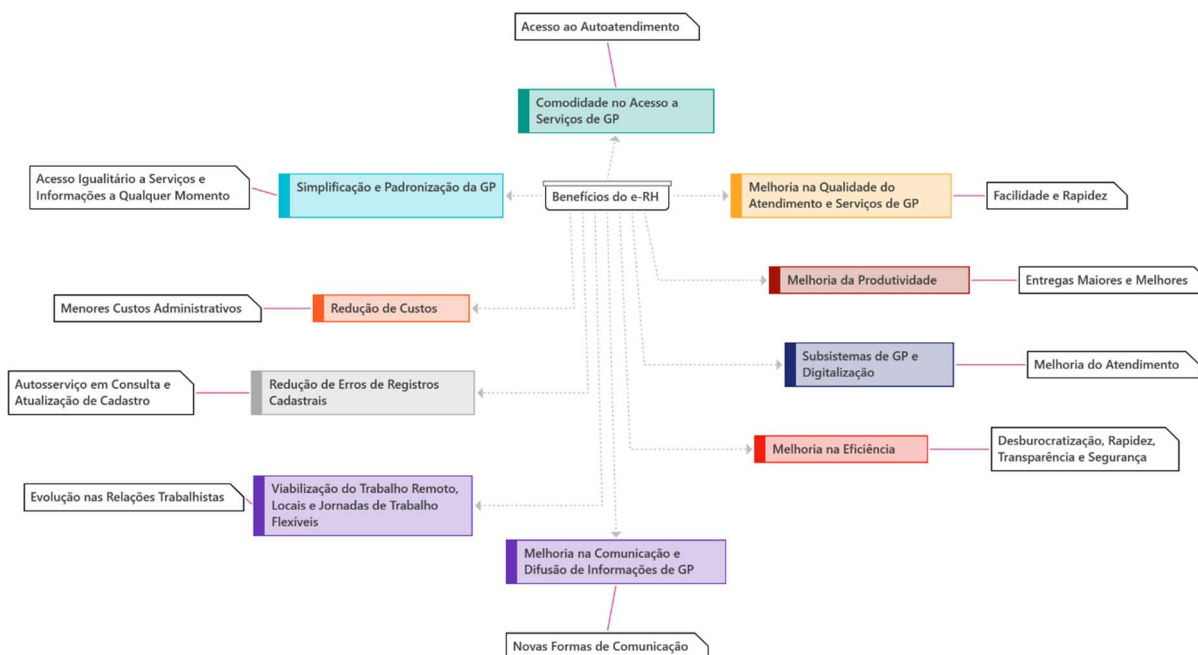 Acesso ao Autoatendimento
Comodidade no Acesso a
Serviços de GP
Acesso Igualitário a Serviços e
Informações a Qualquer Momento
Simplificação e Padronização da GP
Benefícios do e-RH
Melhoria na Qualidade do
Atendimento e Serviços de GP
Facilidade e Rapidez
Melhoria da Produtividade
Entregas Maiores e Melhores
Menores Custos Administrativos
Redução de Custos
Subsistemas de GP e
Digitalização
Melhoria do Atendimento
Autosserviço em Consulta e
Atualização de Cadastro
Redução de Erros de Registros
Cadastrais
Melhoria na Eficiência
Desburocratização, Rapidez,
Transparência e Segurança
Evolução nas Relações Trabalhistas
Viabilização do Trabalho Remoto,
Locais e Jornadas de Trabalho
Flexíveis
Melhoria na Comunicação e
Difusão de Informações de GP
Novas Formas de Comunicação